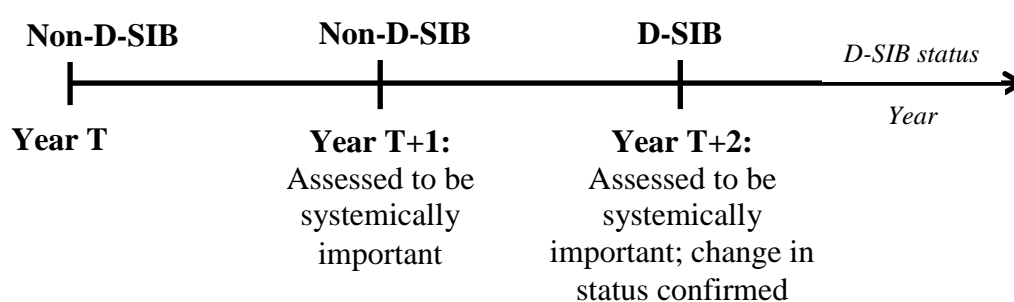 Non-D-SIB Non-D-SIB D-SIB
D-SIB status
Year
Year T Year T+1: Year T+2:
Assessed to be Assessed to be
systemically systemically
important important; change in
status confirmed